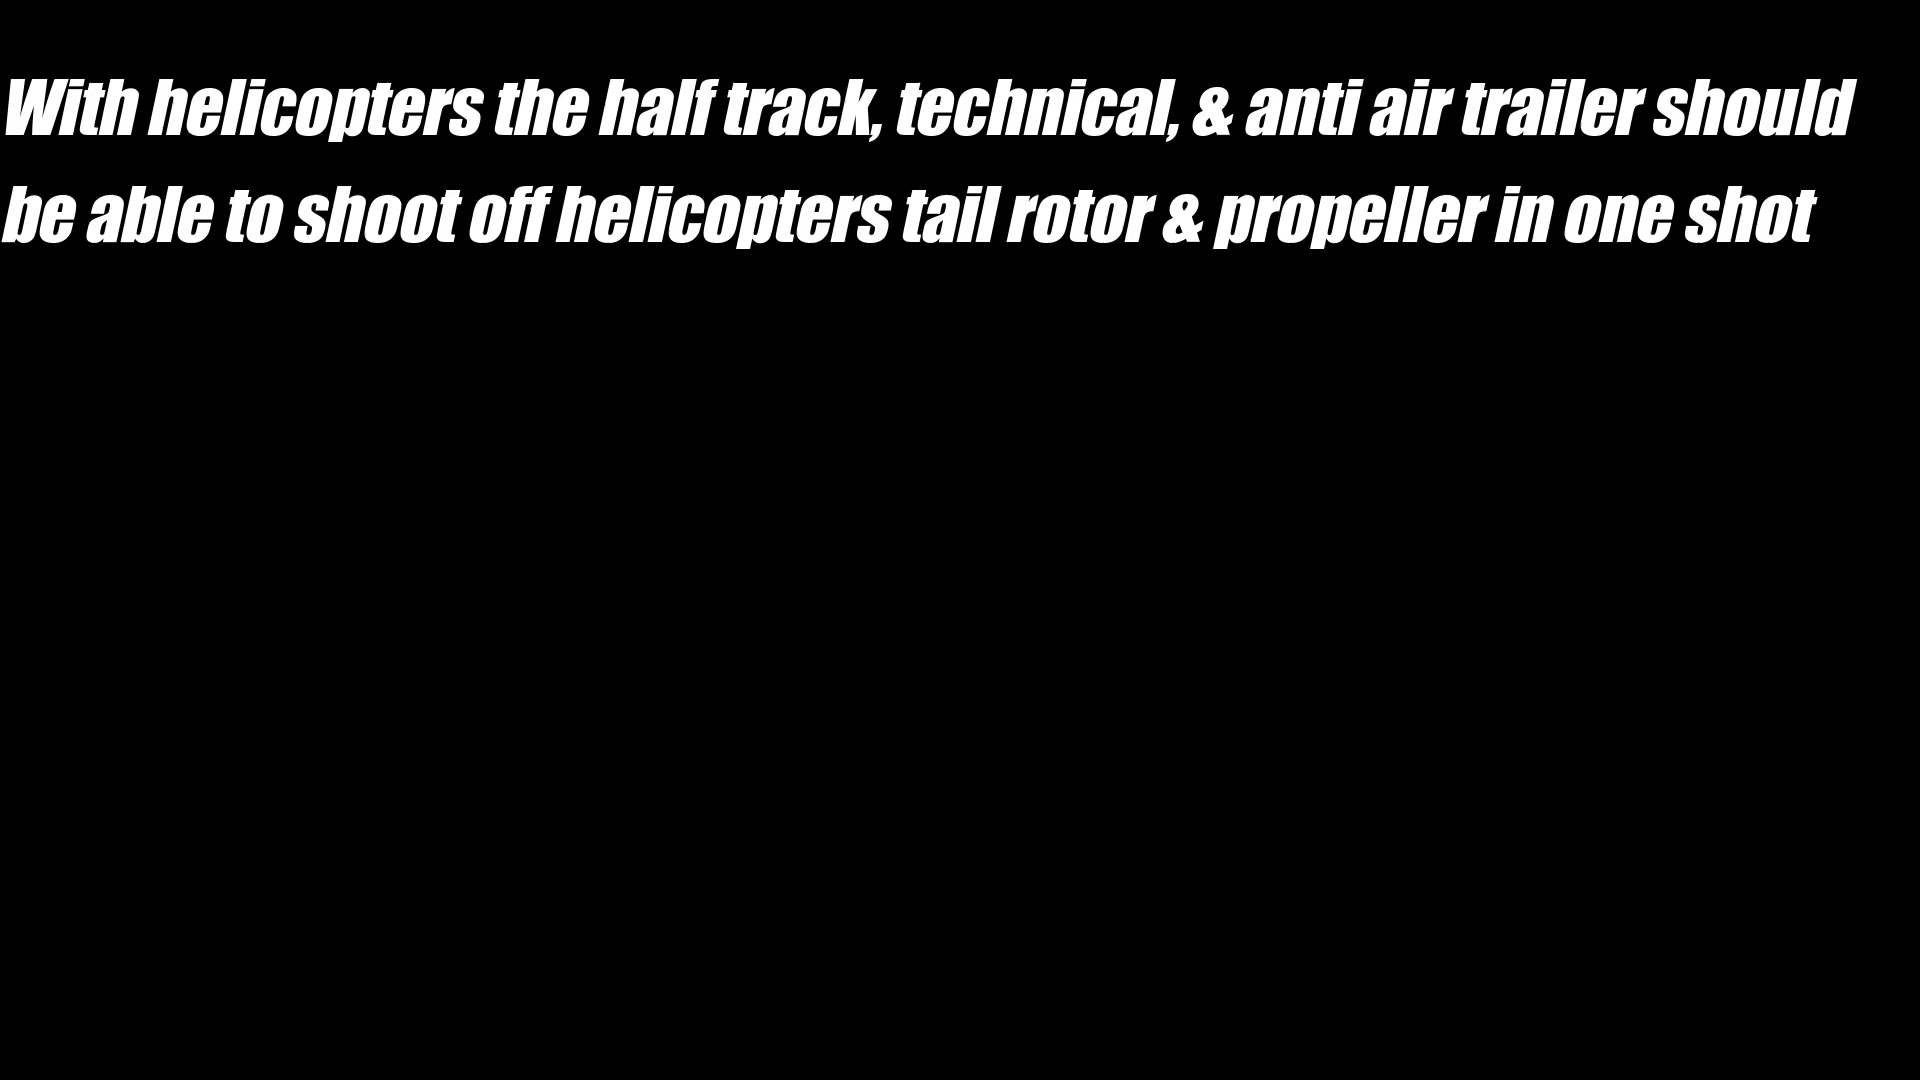 With helicopters the half track, technical, & anti air trailer should
be able to shoot off helicopters tail rotor & propeller in one shot